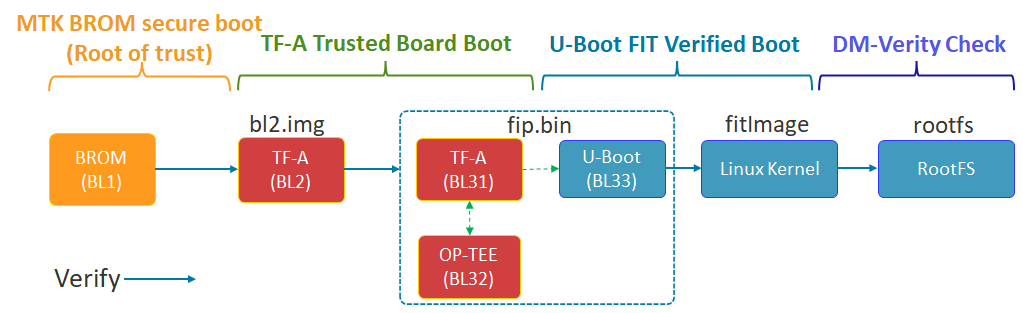 MTK BROM secure boot
(Root of trust)
TF-A Trusted Board Boot
U-Boot FIT Verified Boot
DM-Verity Check
bl2.img
fip.bin
fitImage
rootfs
BROM
(BL1)
TF-A
(BL2)
TF-A
(BL31)
U-Boot
(BL33)
Linux Kernel
RootFS
OP-TEE
(BL32)
Verify